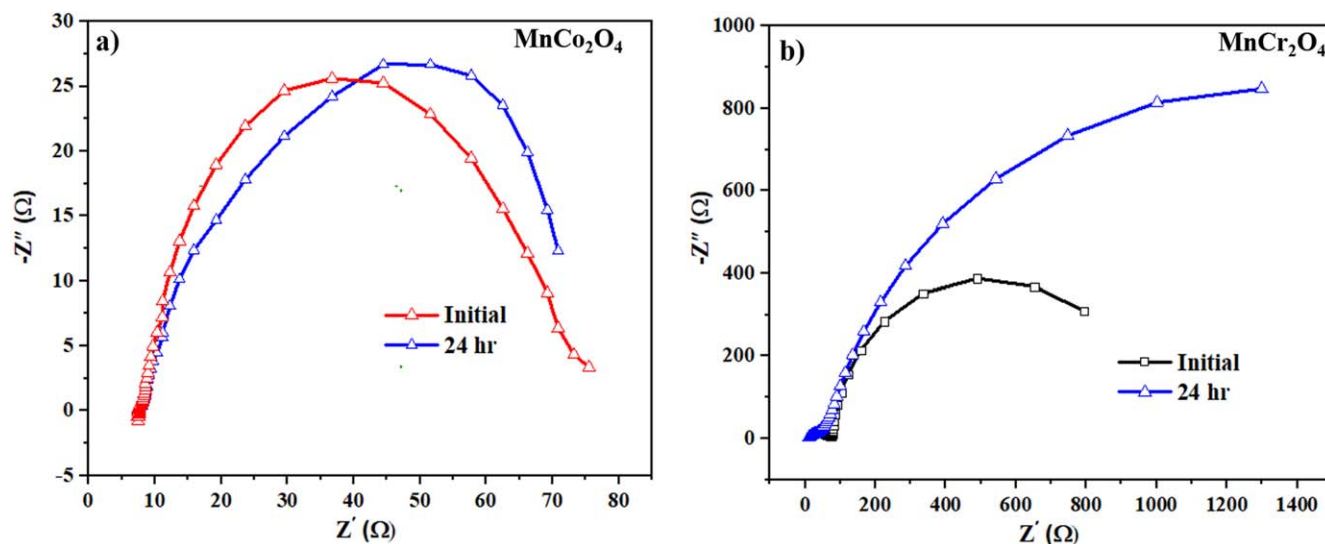 a)
MnCo₂O₄
-Z″ (Ω)
30
25
20
15
10
5
0
-5
Initial
24 hr
0 10 20 30 40 50 60 70 80
Z′ (Ω)
b)
MnCr₂O₄
-Z″ (Ω)
1000
800
600
400
200
0
Initial
24 hr
0 200 400 600 800 1000 1200 1400
Z′ (Ω)